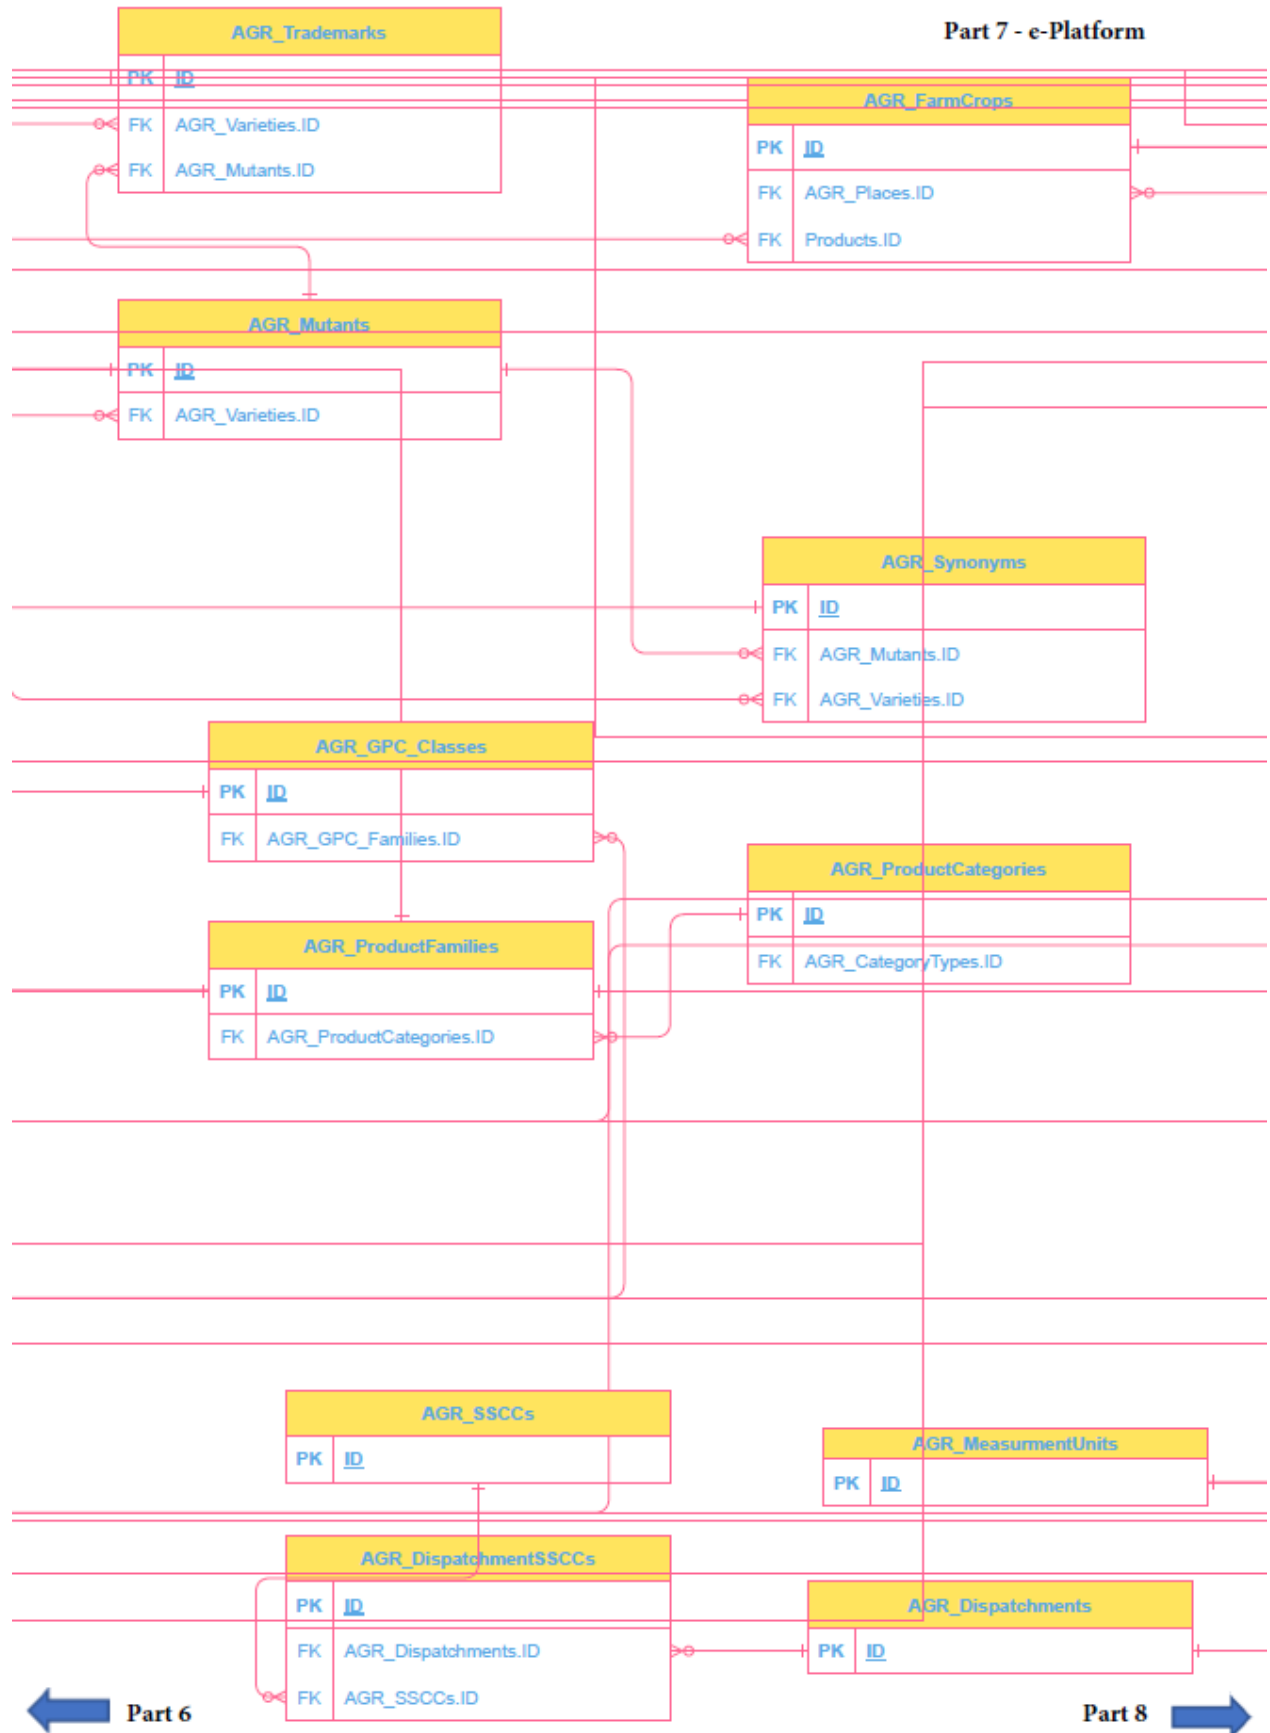 AGR_Trademarks
Part 7 - e-Platform
PK ID
FK AGR_Varieties.ID
FK AGR_Mutants.ID
AGR_FarmCrops
PK ID
FK AGR_Places.ID
FK Products.ID
AGR_Mutants
PK ID
FK AGR_Varieties.ID
AGR_Synonyms
PK ID
FK AGR_Mutants.ID
FK AGR_Varieties.ID
AGR_GPC_Classes
PK ID
FK AGR_GPC_Families.ID
AGR_ProductCategories
PK ID
FK AGR_CategoryTypes.ID
AGR_ProductFamilies
PK ID
FK AGR_ProductCategories.ID
AGR_SSCCs
PK ID
AGR_MeasurmentUnits
PK ID
AGR_DispatchmentSSCCs
PK ID
FK AGR_Dispatchments.ID
FK AGR_SSCCs.ID
AGR_Dispatchments
PK ID
Part 6
Part 8